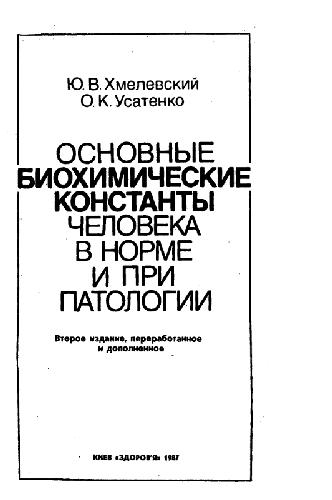 Ю. В. Хмелевский
О. К. Усатенко
ОСНОВНЫЕ
БИОХИМИЧЕСКИЕ
КОНСТАНТЫ
ЧЕЛОВЕКА
В НОРМЕ
И ПРИ
ПАТОЛОГИИ
Второе издание, переработанное
и дополненное
КИЕВ «ЗДОРОВ'Я» 1987